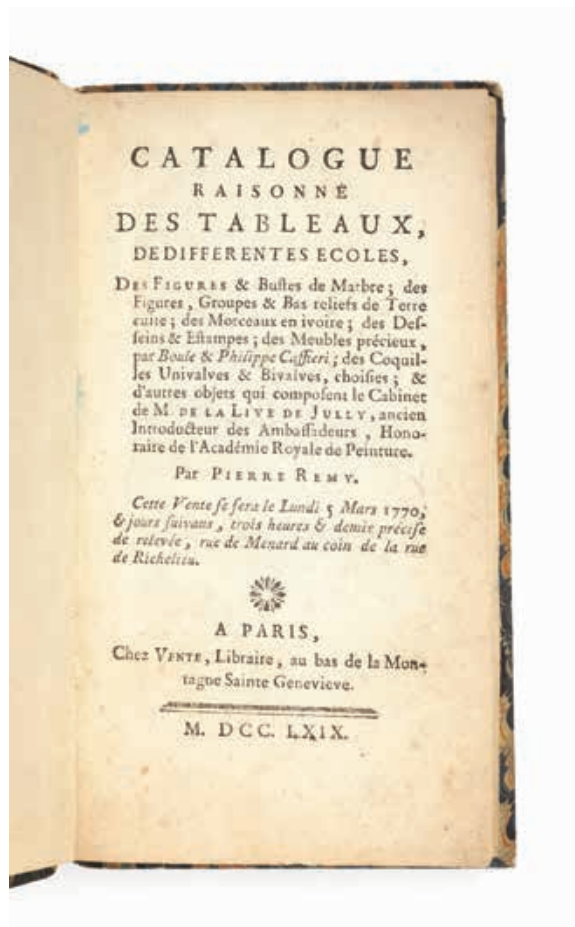 CATALOGUE
RAISONNÉ
DES TABLEAUX,
DE DIFFERENTES ECOLES,
DES FIGURES & Bustes de Marbre ; des
Figures, Groupes & Bas reliefs de Terre
cuite ; des Morceaux en ivoire ; des Des-
seins & Estampes ; des Meubles précieux,
par Boule & Philippe Caffieri ; des Coquil-
les Univalves & Bivalves, choisies ; &
d'autres objets qui composent le Cabinet
de M. DE LA LIVE DE JULLY, ancien
Introducteur des Ambassadeurs, Hono-
raire de l'Académie Royale de Peinture.
Par PIERRE REMY.
Cette Vente se fera le Lundi 5 Mars 1770,
& jours suivans, trois heures & demie précise
de relevée, rue de Menard au coin de la rue
de Richelieu.
A PARIS,
Chez VENTE, Libraire, au bas de la Mon-
tagne Sainte Genevieve.
M. DCC. LXIX.